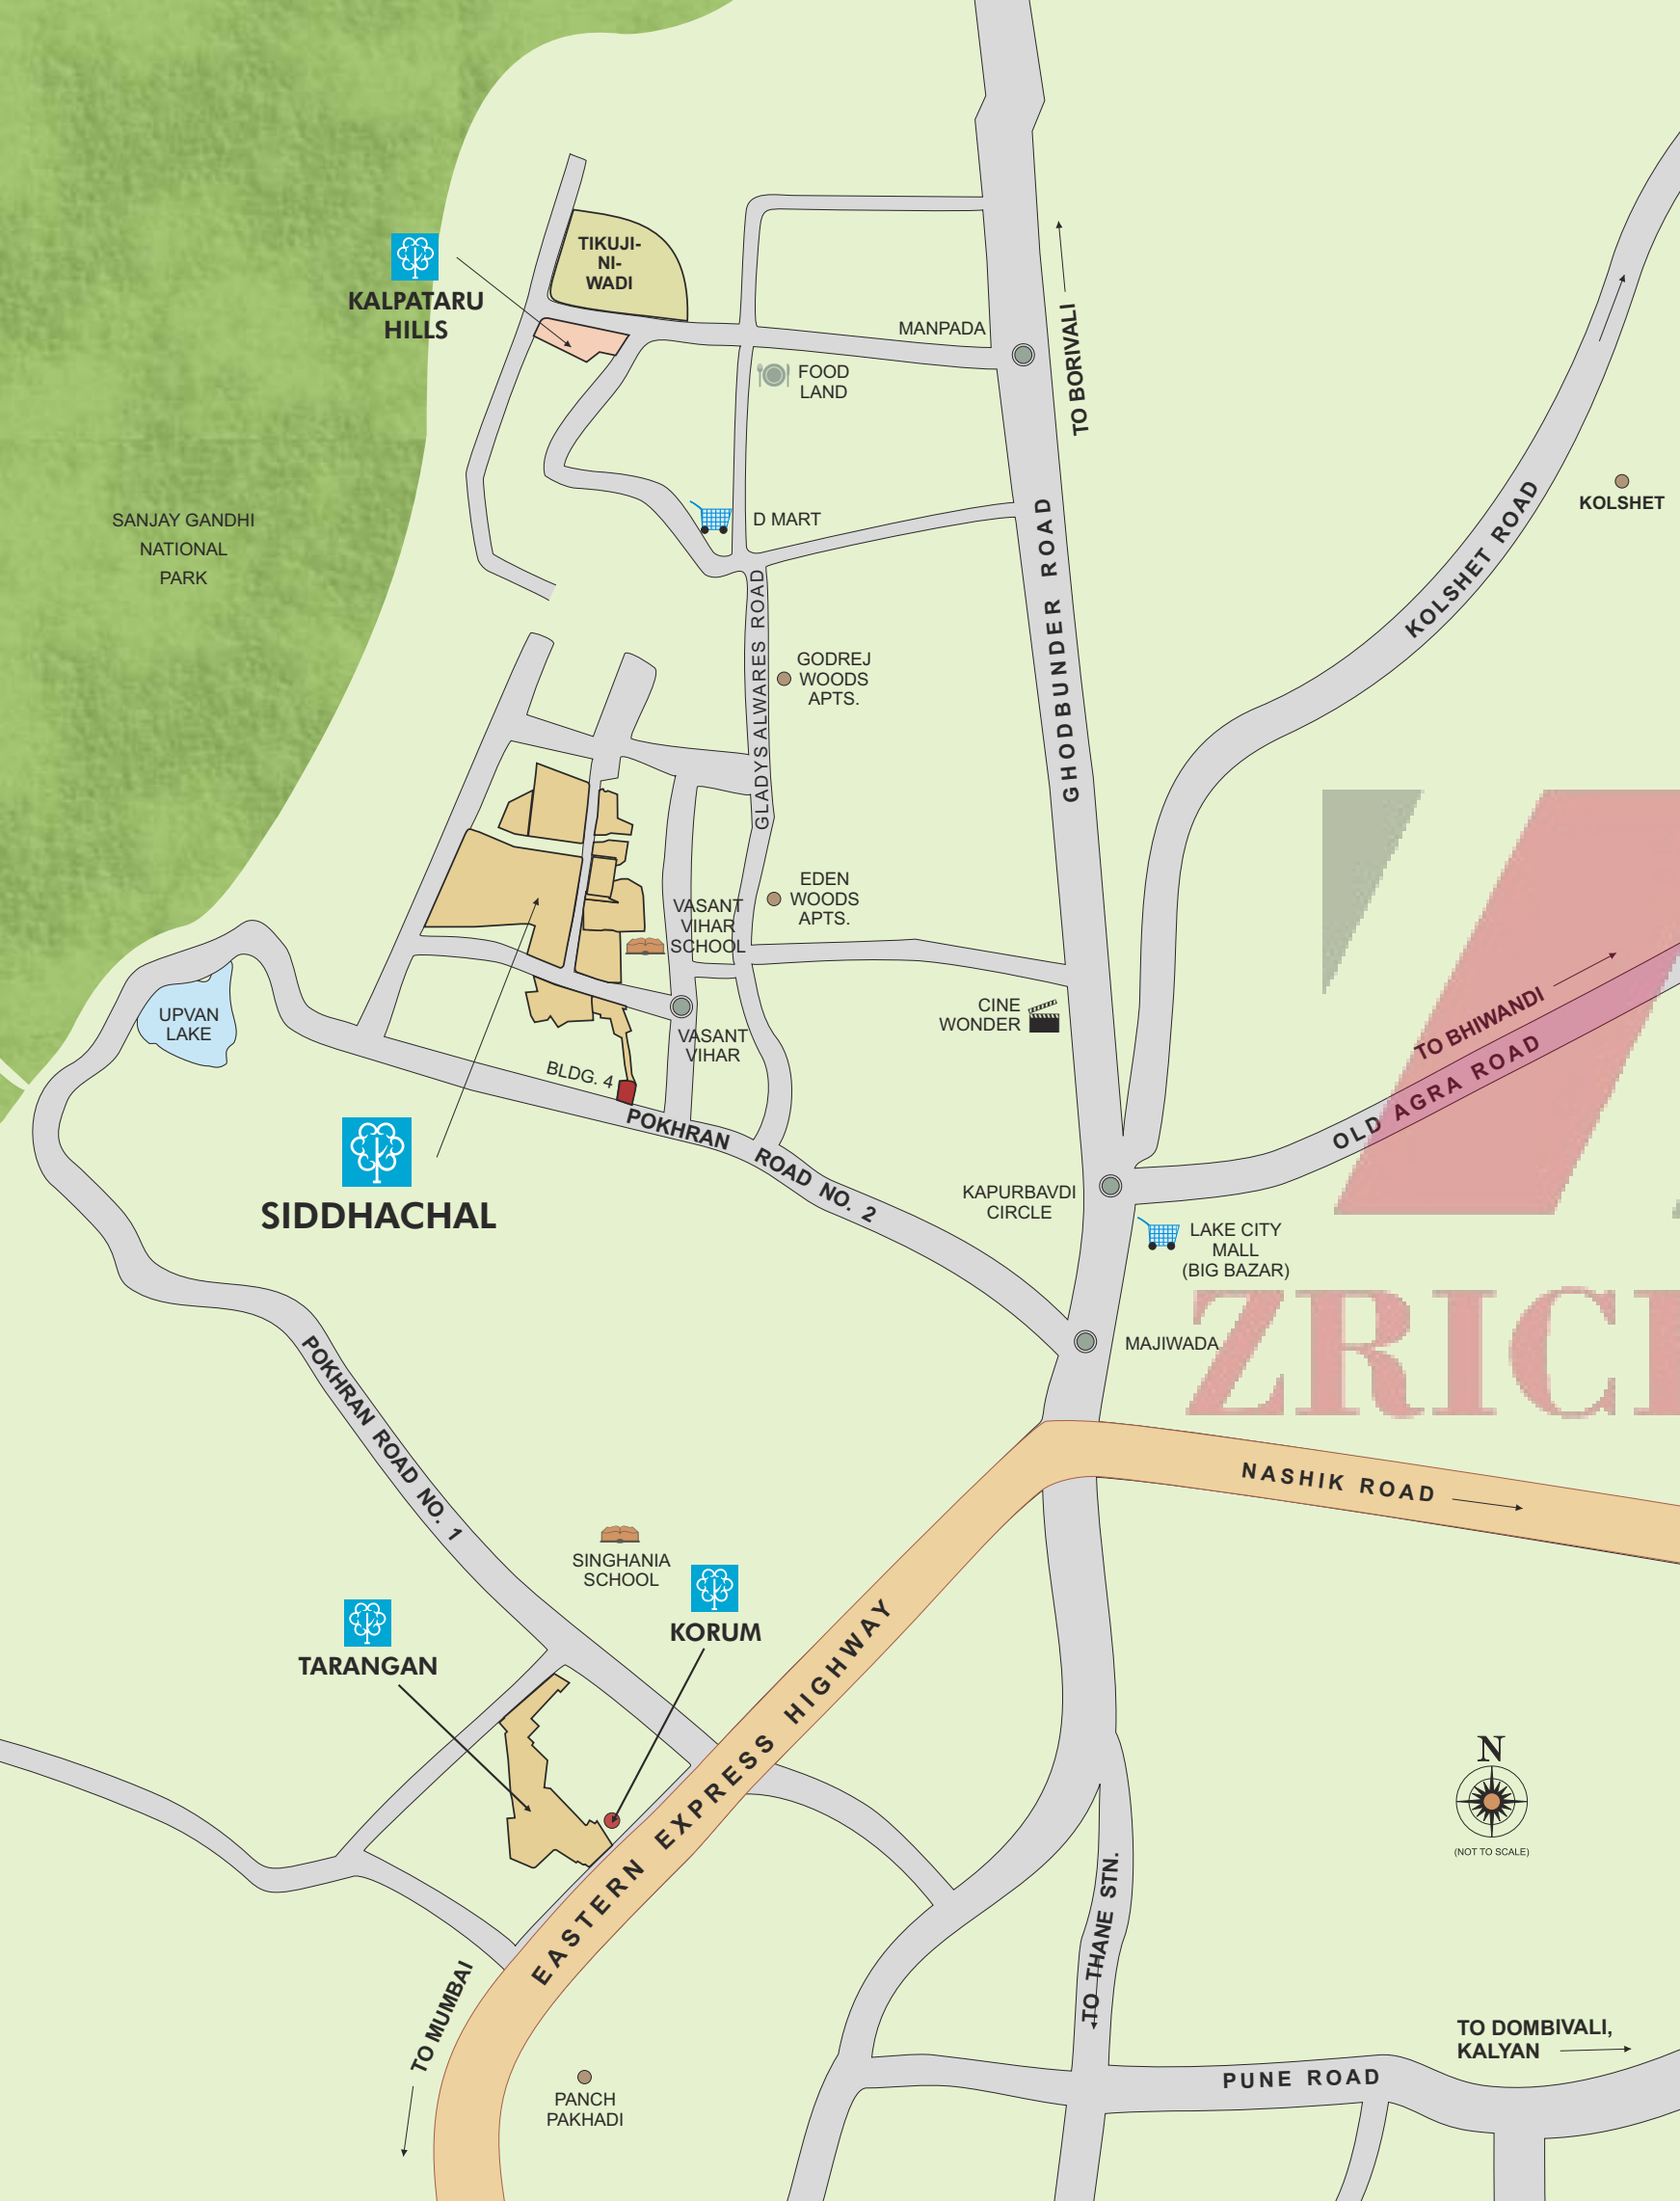 TIKUJI-
NI-
WADI
KALPATARU
HILLS
MANPADA
FOOD
LAND
TO BORIVALI
SANJAY GANDHI
NATIONAL
PARK
D MART
KOLSHET
KOLSHET ROAD
GHODBUNDER ROAD
GLADYS ALWARES ROAD
GODREJ
WOODS
APTS.
EDEN
WOODS
APTS.
VASANT
VIHAR
SCHOOL
UPVAN
LAKE
CINE
WONDER
VASANT
VIHAR
BLDG. 4
TO BHIWANDI
OLD AGRA ROAD
POKHRAN ROAD NO. 2
SIDDHACHAL
KAPURBAVDI
CIRCLE
LAKE CITY
MALL
(BIG BAZAR)
MAJIWADA
POKHRAN ROAD NO. 1
NASHIK ROAD
SINGHANIA
SCHOOL
KORUM
TARANGAN
EASTERN EXPRESS HIGHWAY
N
(NOT TO SCALE)
TO THANE STN.
TO MUMBAI
TO DOMBIVALI,
KALYAN
PUNE ROAD
PANCH
PAKHADI